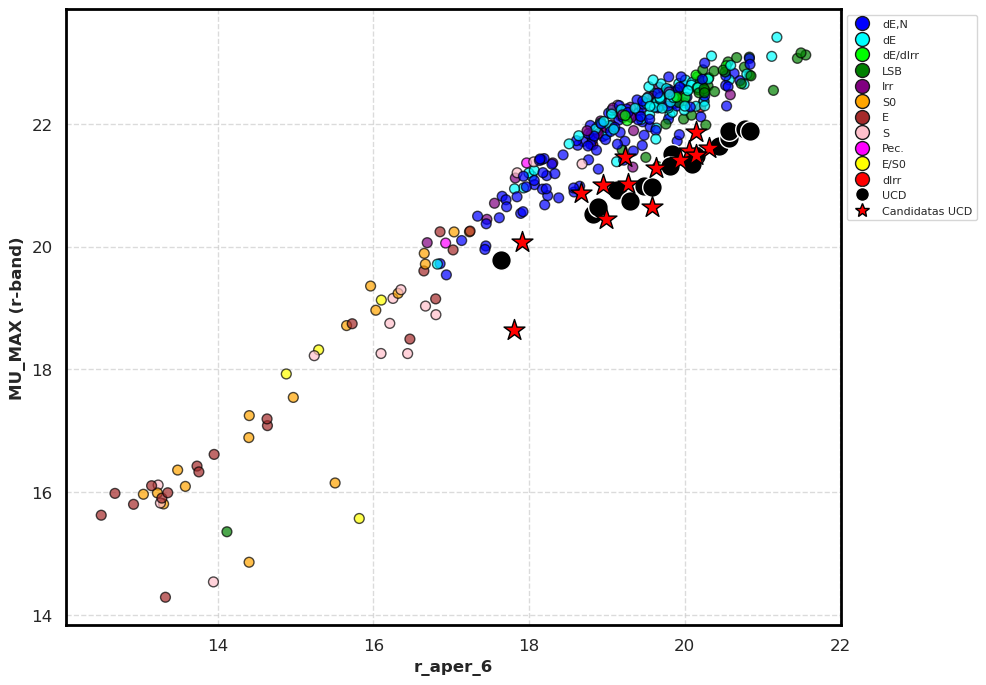 MU_MAX (r-band)
22
20
18
16
14
14
16
18
20
22
r_aper_6
dE,N
dE
dE/dIrr
LSB
Irr
S0
E
S
Pec.
E/S0
dIrr
UCD
Candidatas UCD